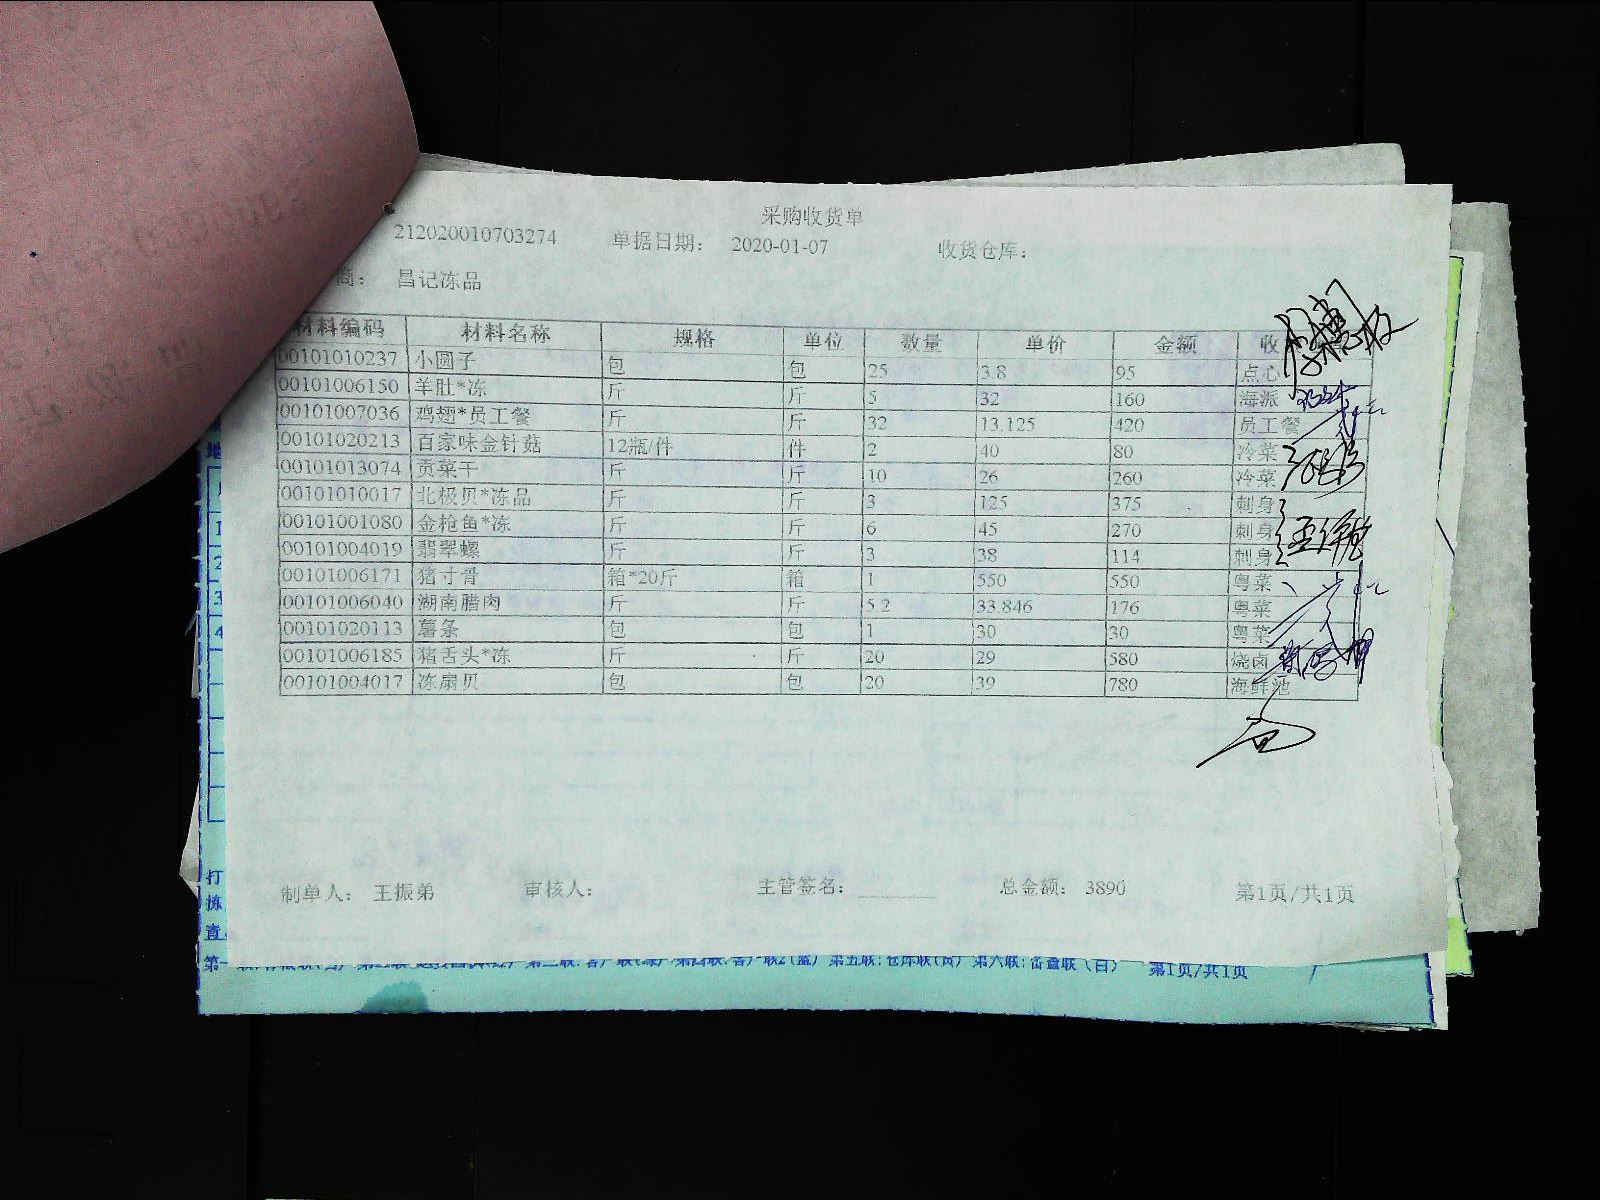 采购收货单
212020010703274 单据日期: 2020-01-07 收货仓库:
商: 昌记冻品
材料编码 材料名称 规格 单位 数量 单价 金额 收
00101010237 小圆子 包 包 25 3.8 95 点心
00101006150 羊肚*冻 斤 斤 5 32 160 海派
00101007036 鸡翅*员工餐 斤 斤 32 13.125 420 员工餐
00101020213 百家味金针菇 12瓶/件 件 2 40 80 冷菜
00101013074 贡菜干 斤 斤 10 26 260 冷菜
00101010017 北极贝*冻品 斤 斤 3 125 375 刺身
00101001080 金枪鱼*冻 斤 斤 6 45 270 刺身
00101004019 翡翠螺 斤 斤 3 38 114 刺身
00101006171 猪寸骨 箱*20斤 箱 1 550 550 粤菜
00101006040 湖南腊肉 斤 斤 5.2 33.846 176 粤菜
00101020113 薯条 包 包 1 30 30 粤菜
00101006185 猪舌头*冻 斤 斤 20 29 580 烧卤
00101004017 冻扇贝 包 包 20 39 780 海鲜池
制单人: 王振弟 审核人: 主管签名: 总金额: 3890 第1页/共1页
第1页/共1页